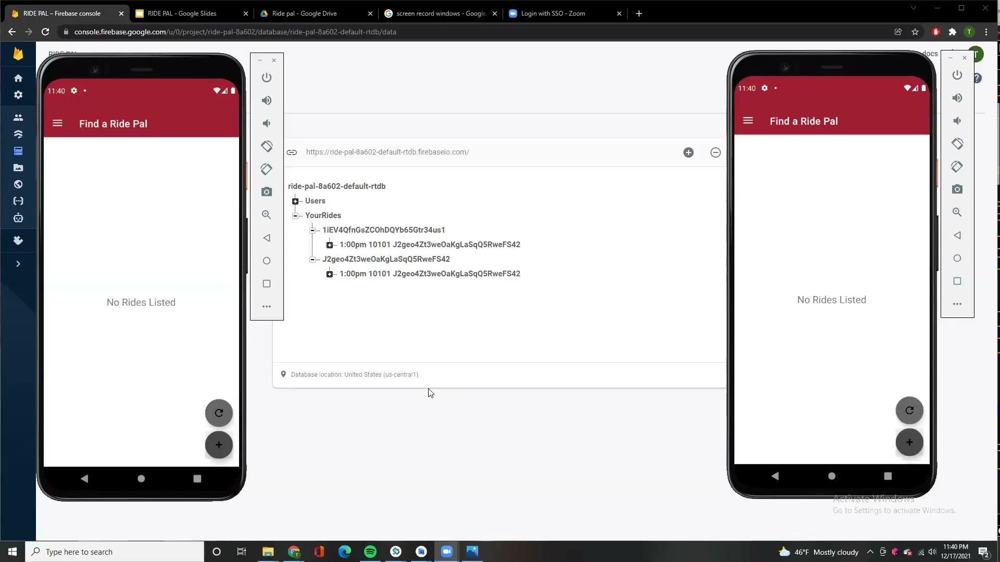 RIDE PAL – Firebase console
RIDE PAL - Google Slides
Ride pal - Google Drive
screen record windows - Google
Login with SSO - Zoom
console.firebase.google.com/u/0/project/ride-pal-8a602/database/ride-pal-8a602-default-rtdb/data
T
docs
T
?
11:40
Find a Ride Pal
No Rides Listed
https://ride-pal-8a602-default-rtdb.firebaseio.com/
ride-pal-8a602-default-rtdb
Users
YourRides
1iEV4QfnGsZCOhDQYb65Gtr34us1
1:00pm 10101 J2geo4Zt3weOaKgLaSqQ5RweFS42
J2geo4Zt3weOaKgLaSqQ5RweFS42
1:00pm 10101 J2geo4Zt3weOaKgLaSqQ5RweFS42
Database location: United States (us-central1)
11:40
Find a Ride Pal
No Rides Listed
Activate Windows
Go to Settings to activate Windows.
Type here to search
46°F Mostly cloudy
11:40 PM
12/17/2021
2